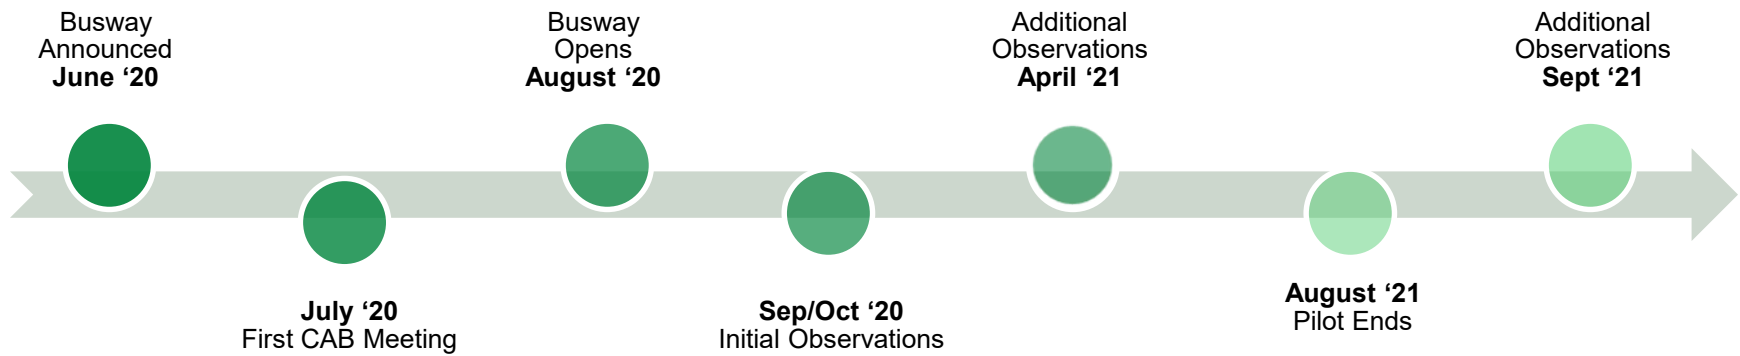 Busway
Announced
June ‘20
July ‘20
First CAB Meeting
Busway
Opens
August ‘20
Sep/Oct ‘20
Initial Observations
Additional
Observations
April ‘21
August ‘21
Pilot Ends
Additional
Observations
Sept ‘21